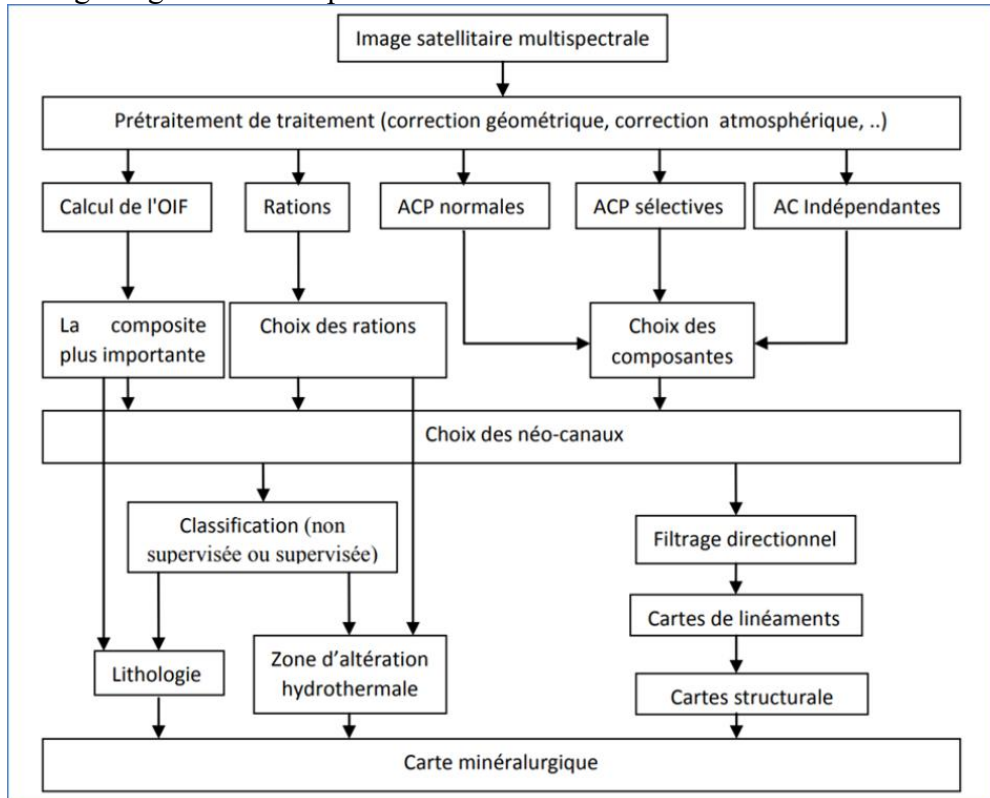 Image satellitaire multispectrale
Prétraitement de traitement (correction géométrique, correction atmosphérique, ..)
Calcul de l'OIF
Rations
ACP normales
ACP sélectives
AC Indépendantes
La composite
plus importante
Choix des rations
Choix des
composantes
Choix des néo-canaux
Classification (non
supervisée ou supervisée)
Filtrage directionnel
Cartes de linéaments
Lithologie
Zone d'altération
hydrothermale
Cartes structurale
Carte minéralurgique